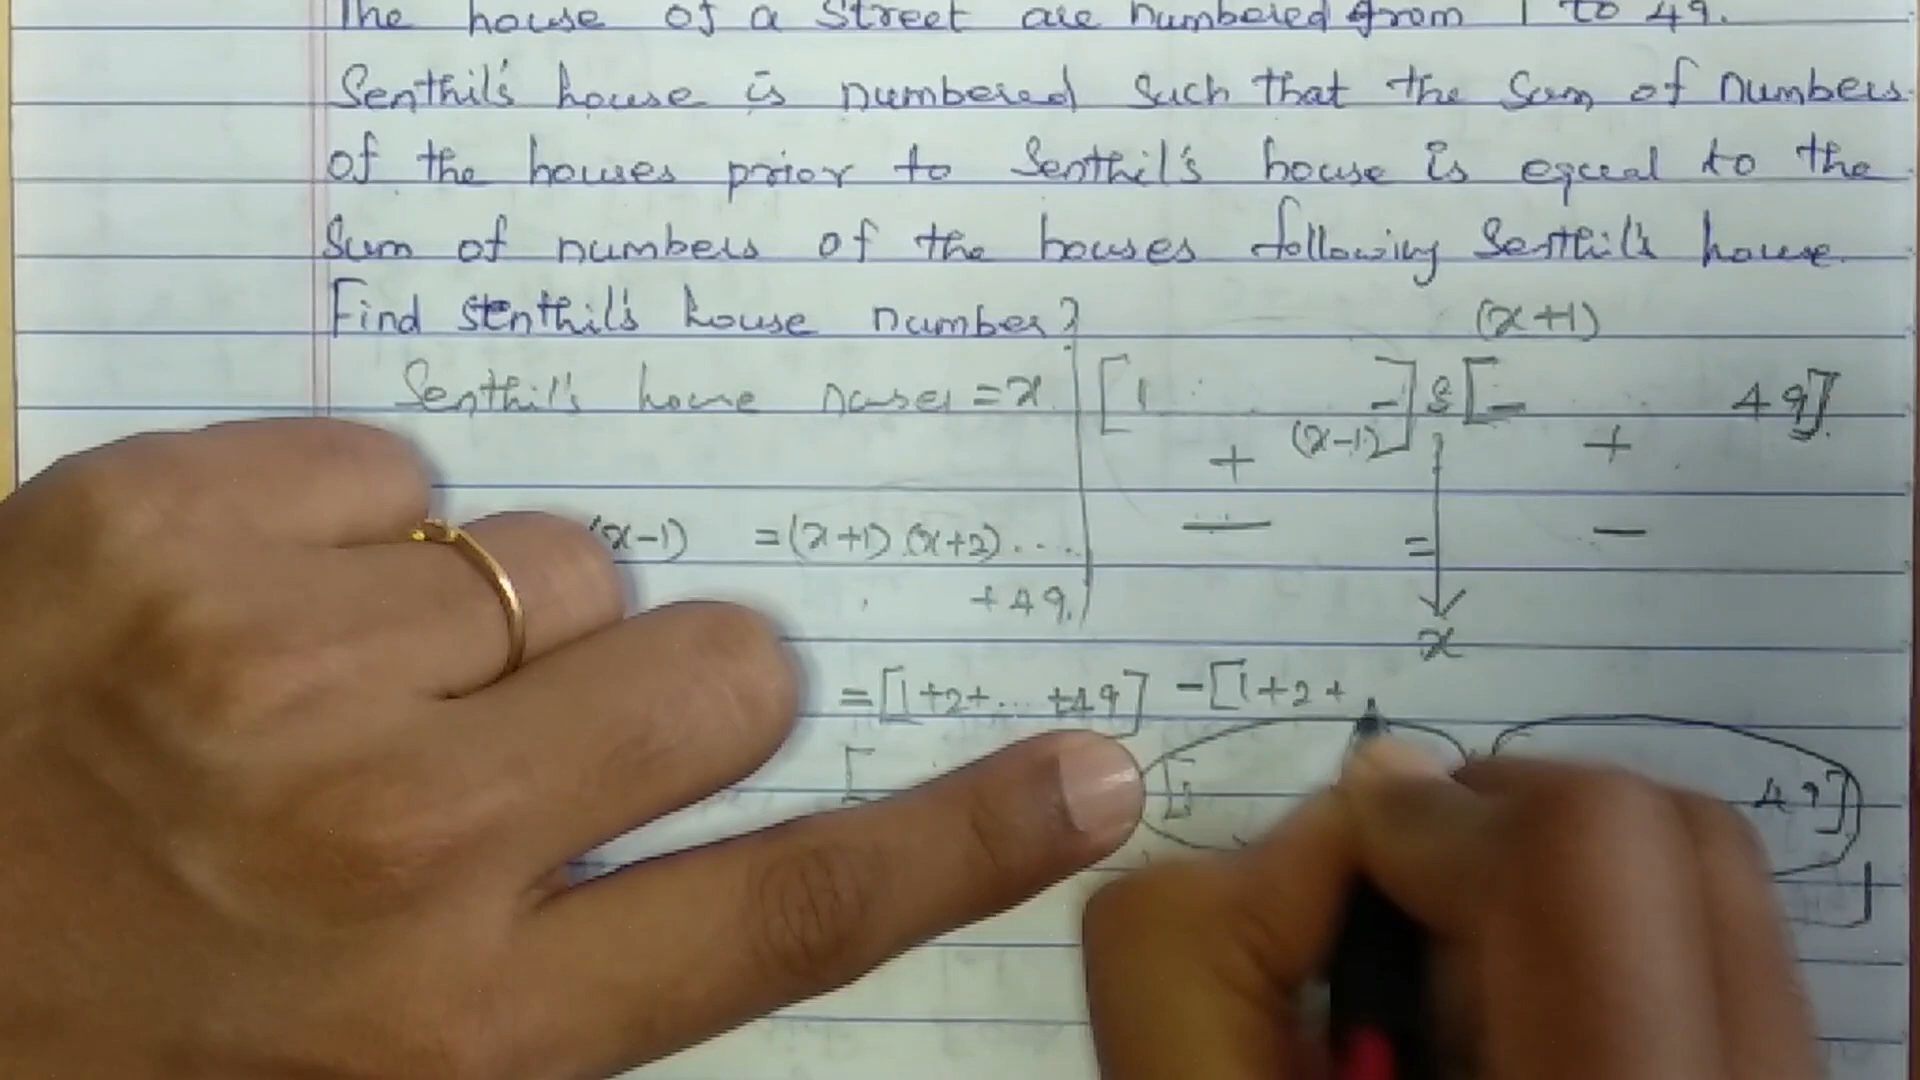 The house of a Street are numbered from 1 to 49.
Senthil's house is numbered such that the sum of numbers
of the houses prior to Senthil's house is equal to the
Sum of numbers of the houses following Senthil's house.
Find Senthil's house number?
(x+1)
Senthil's house = x
[1 -] S [- 49]
(x-1)
+ +
(x-1) = (x+1) (x+2) ....
+ 49.
— = —
x
= [1+2+... +49] - [1+2+
[ [1 49]
]